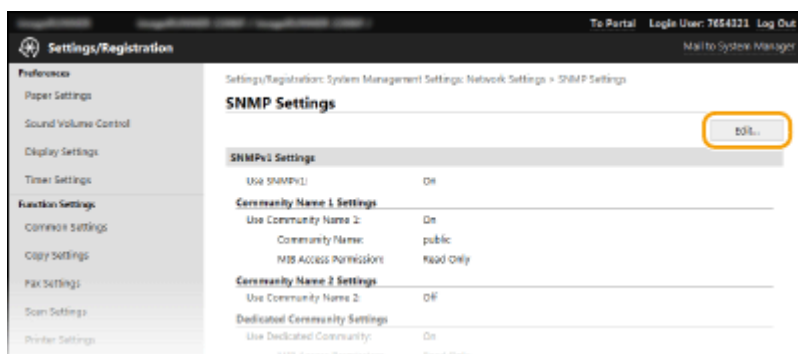 To Portal Login User: 7654321 Log Out
Settings/Registration
Mail to System Manager
Preferences
Paper Settings
Sound Volume Control
Display Settings
Timer Settings
Function Settings
Common Settings
Copy Settings
Fax Settings
Scan Settings
Printer Settings
Settings/Registration: System Management Settings: Network Settings > SNMP Settings
SNMP Settings
Edit...
SNMPv1 Settings
Use SNMPv1: On
Community Name 1 Settings
Use Community Name 1: On
Community Name: public
MIB Access Permission: Read Only
Community Name 2 Settings
Use Community Name 2: Off
Dedicated Community Settings
Use Dedicated Community: On